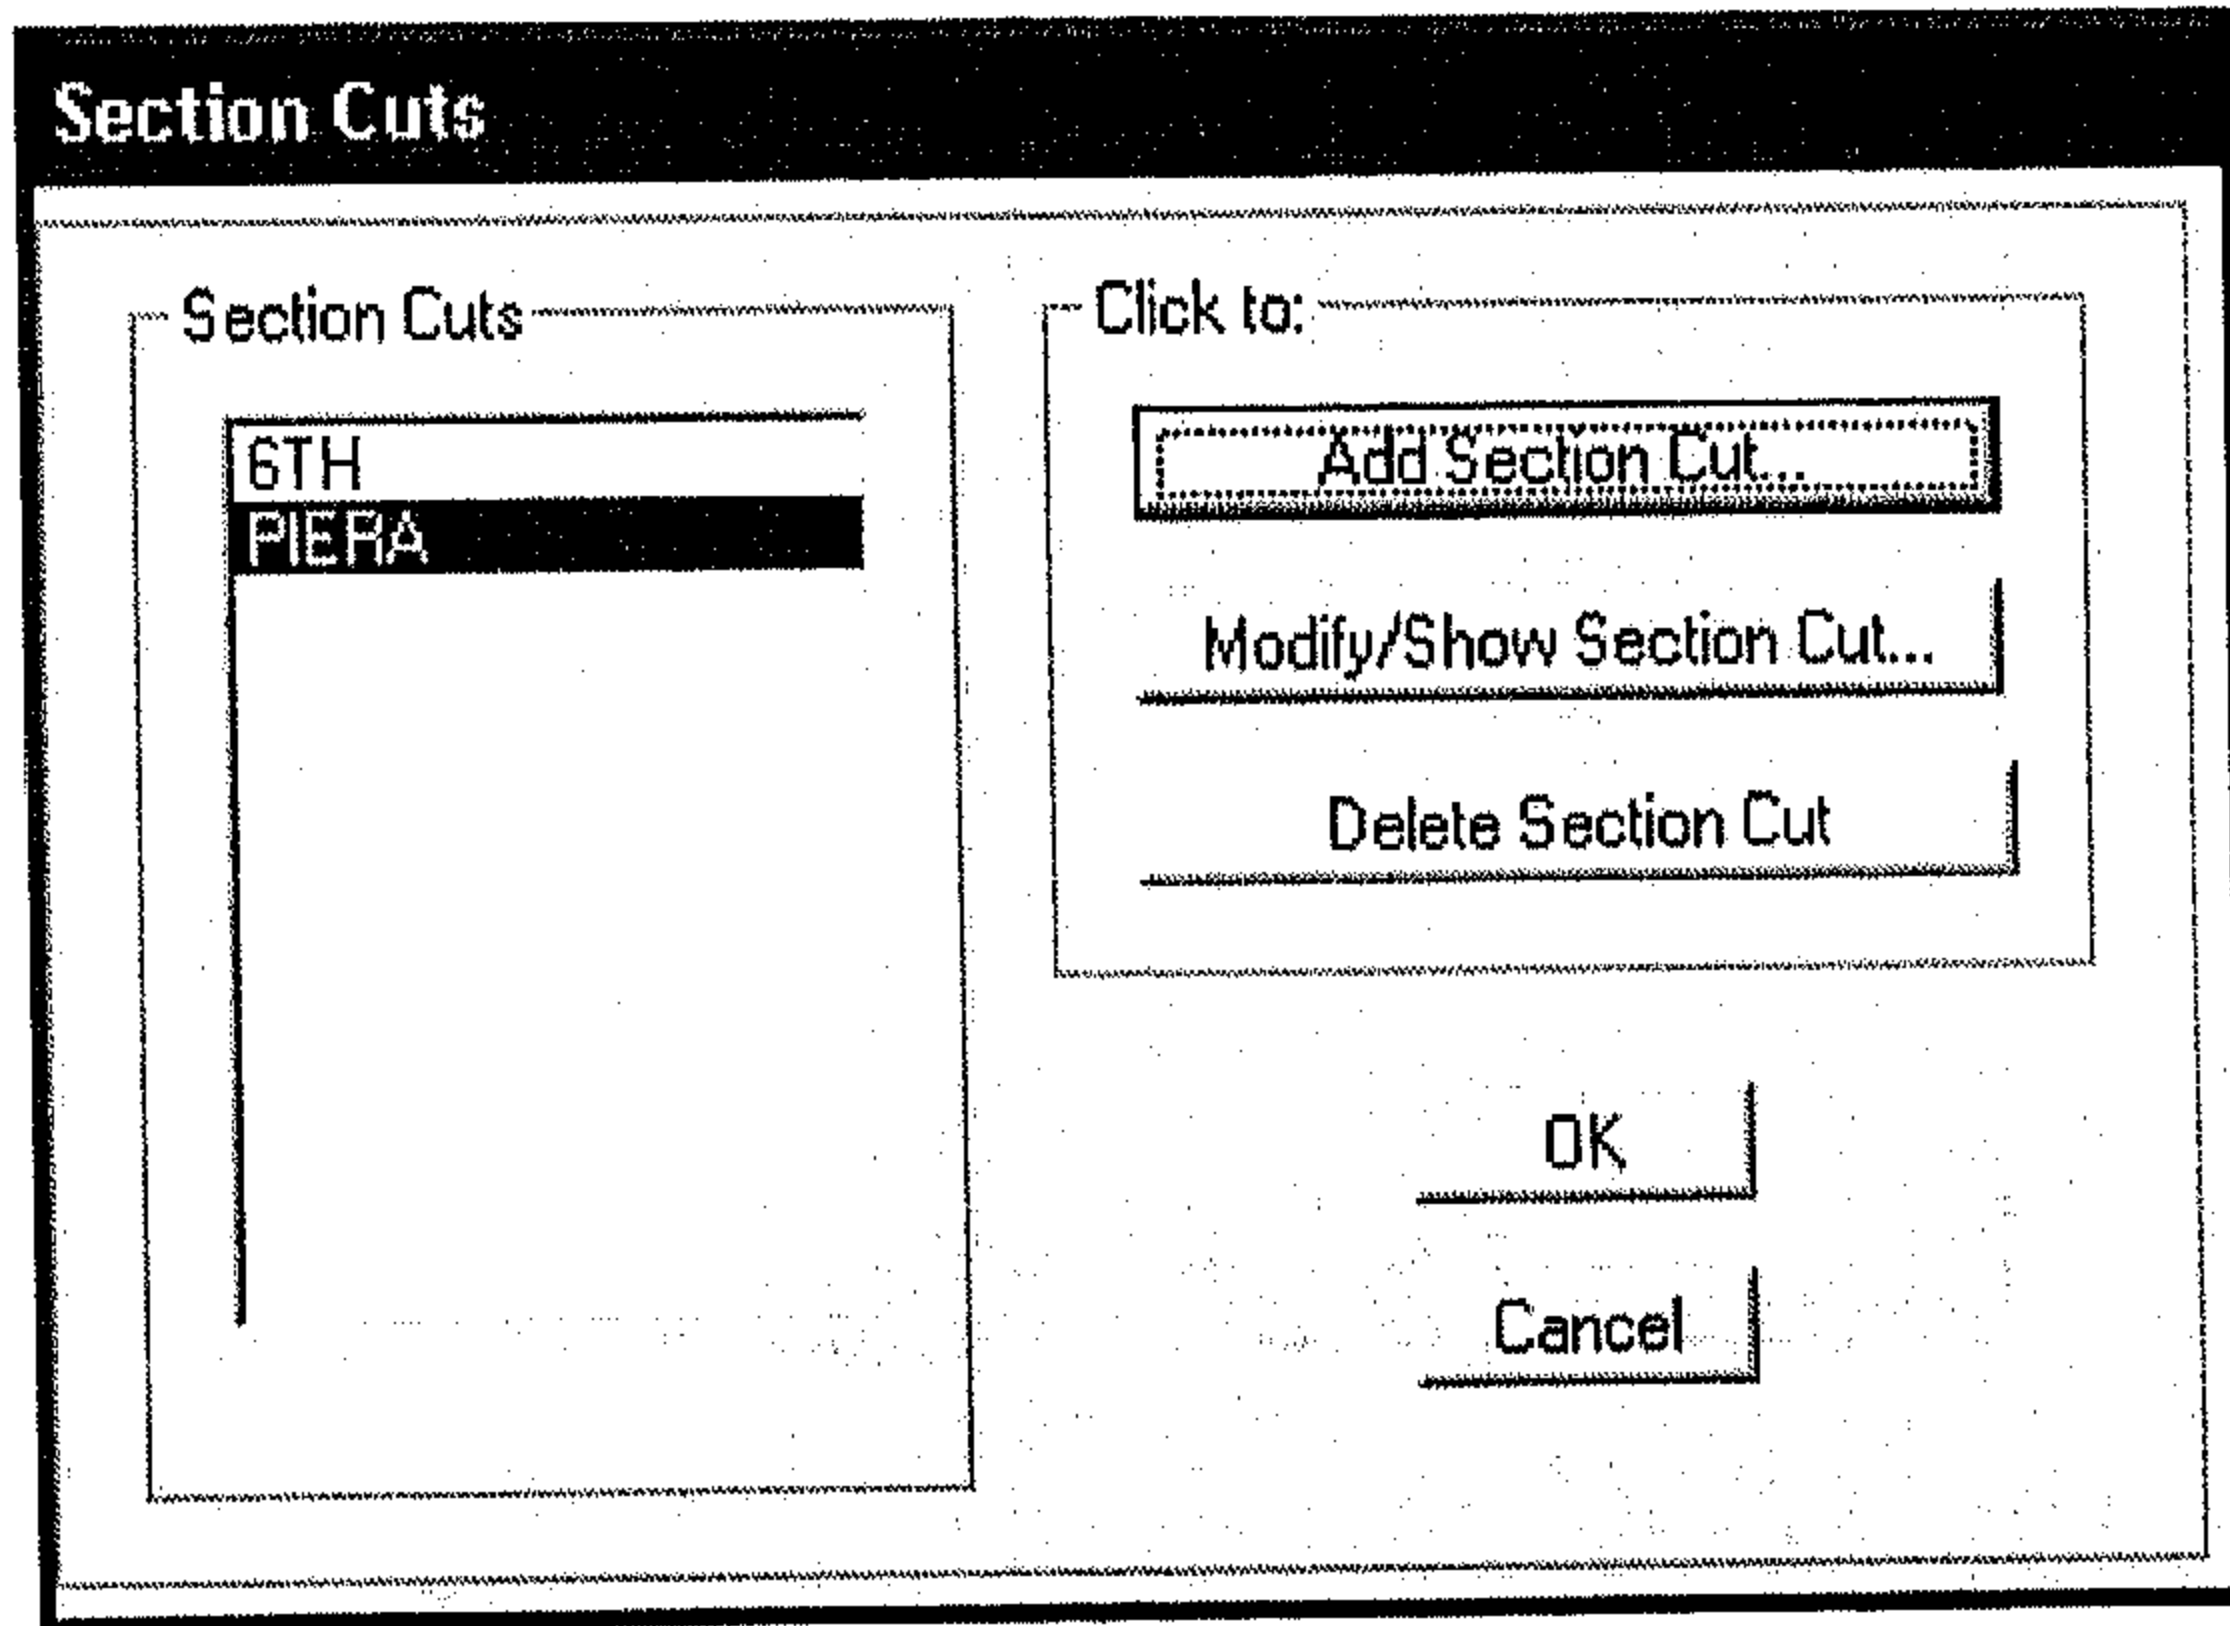 Section Cuts
Section Cuts
6TH
PIERA
Click to:
Add Section Cut...
Modify/Show Section Cut...
Delete Section Cut
OK
Cancel